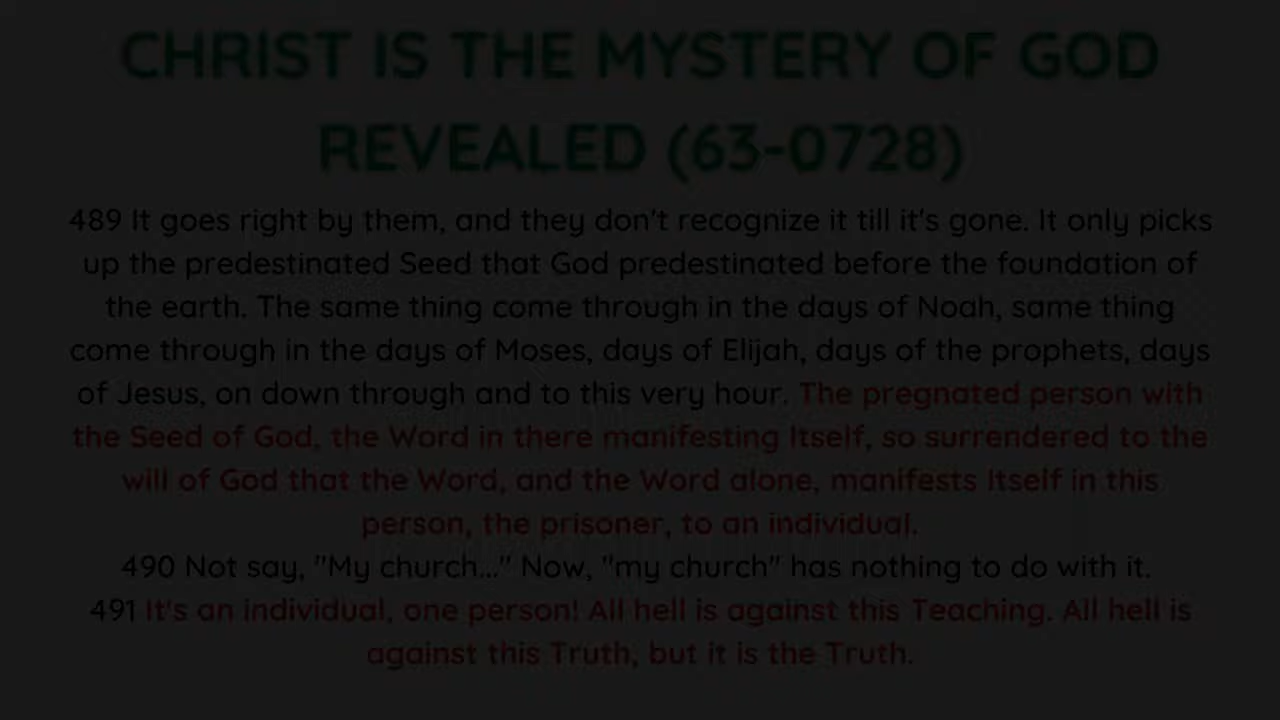 CHRIST IS THE MYSTERY OF GOD
REVEALED (63-0728)
489 It goes right by them, and they don't recognize it till it's gone. It only picks
up the predestinated Seed that God predestinated before the foundation of
the earth. The same thing come through in the days of Noah, same thing
come through in the days of Moses, days of Elijah, days of the prophets, days
of Jesus, on down through and to this very hour. The pregnated person with
the Seed of God, the Word in there manifesting Itself, so surrendered to the
will of God that the Word, and the Word alone, manifests Itself in this
person, the prisoner, to an individual.
490 Not say, "My church..." Now, "my church" has nothing to do with it.
491 It's an individual, one person! All hell is against this Teaching. All hell is
against this Truth, but it is the Truth.